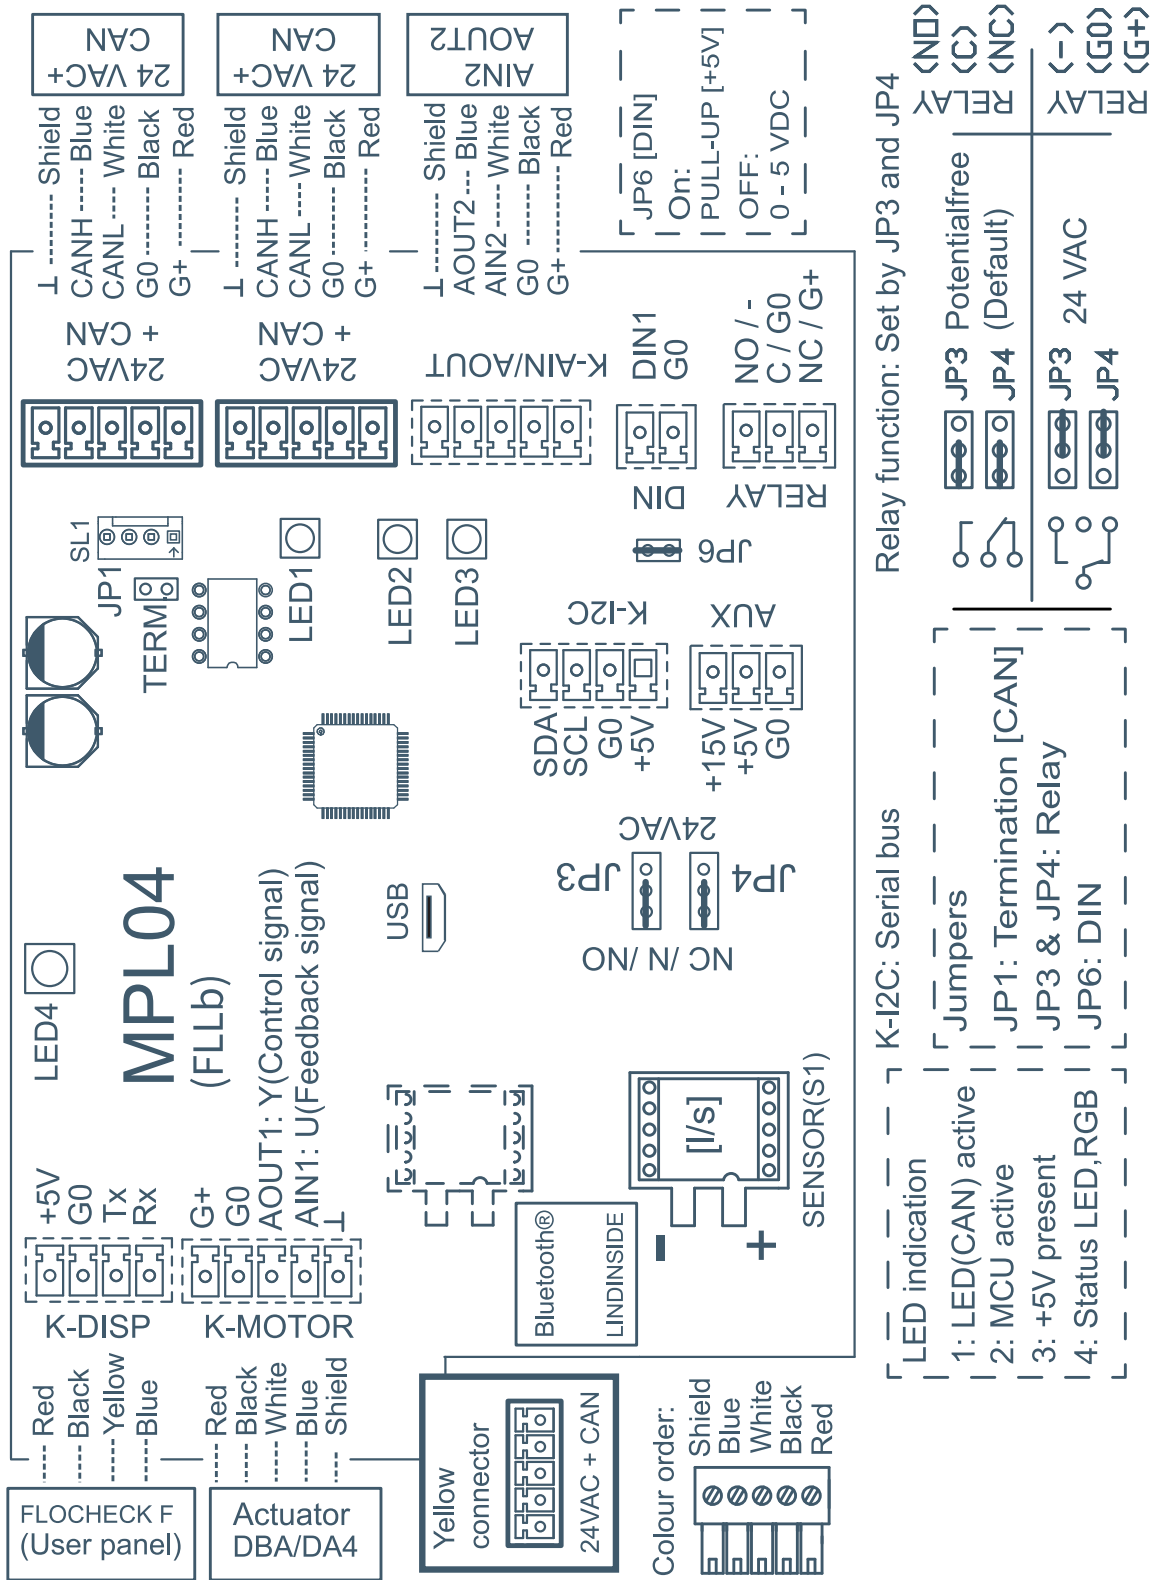 CAN
24 VAC+
CAN
24 VAC+
AOUT2
AIN2
Shield
Blue
White
Black
Red
Shield
Blue
White
Black
Red
Shield
Blue
White
Black
Red
⊥
CANH
CANL
G0
G+
⊥
CANH
CANL
G0
G+
⊥
AOUT2
AIN2
G0
G+
24VAC
+ CAN
24VAC
+ CAN
K-AIN/AOUT
JP6 [DIN]
On:
PULL-UP [+5V]
OFF:
0 - 5 VDC
DIN1
G0
DIN
NO / -
C / G0
NC / G+
RELAY
JP6
SL1
JP1
TERM.
LED1
LED2
LED3
K-I2C
SDA
SCL
G0
+5V
AUX
+15V
+5V
G0
24VAC
JP3
JP4
NC /N /NO
USB
MPL04
(FLLb)
LED4
K-DISP
+5V
G0
Tx
Rx
K-MOTOR
G+
G0
AOUT1: Y(Control signal)
AIN1: U(Feedback signal)
⊥
Red
Black
Yellow
Blue
FLOCHECK F
(User panel)
Red
Black
White
Blue
Shield
Actuator
DBA/DA4
Bluetooth®
LINDINSIDE
[l/s]
- +
SENSOR(S1)
Yellow
connector
24VAC + CAN
Colour order:
Shield
Blue
White
Black
Red
Relay function: Set by JP3 and JP4
JP3 Potentialfree
JP4 (Default)
RELAY
(NO)
(C)
(NC)
JP3
JP4
24 VAC
RELAY
(-)
(G0)
(G+)
K-I2C: Serial bus
Jumpers
JP1: Termination [CAN]
JP3 & JP4: Relay
JP6: DIN
LED indication
1: LED(CAN) active
2: MCU active
3: +5V present
4: Status LED,RGB